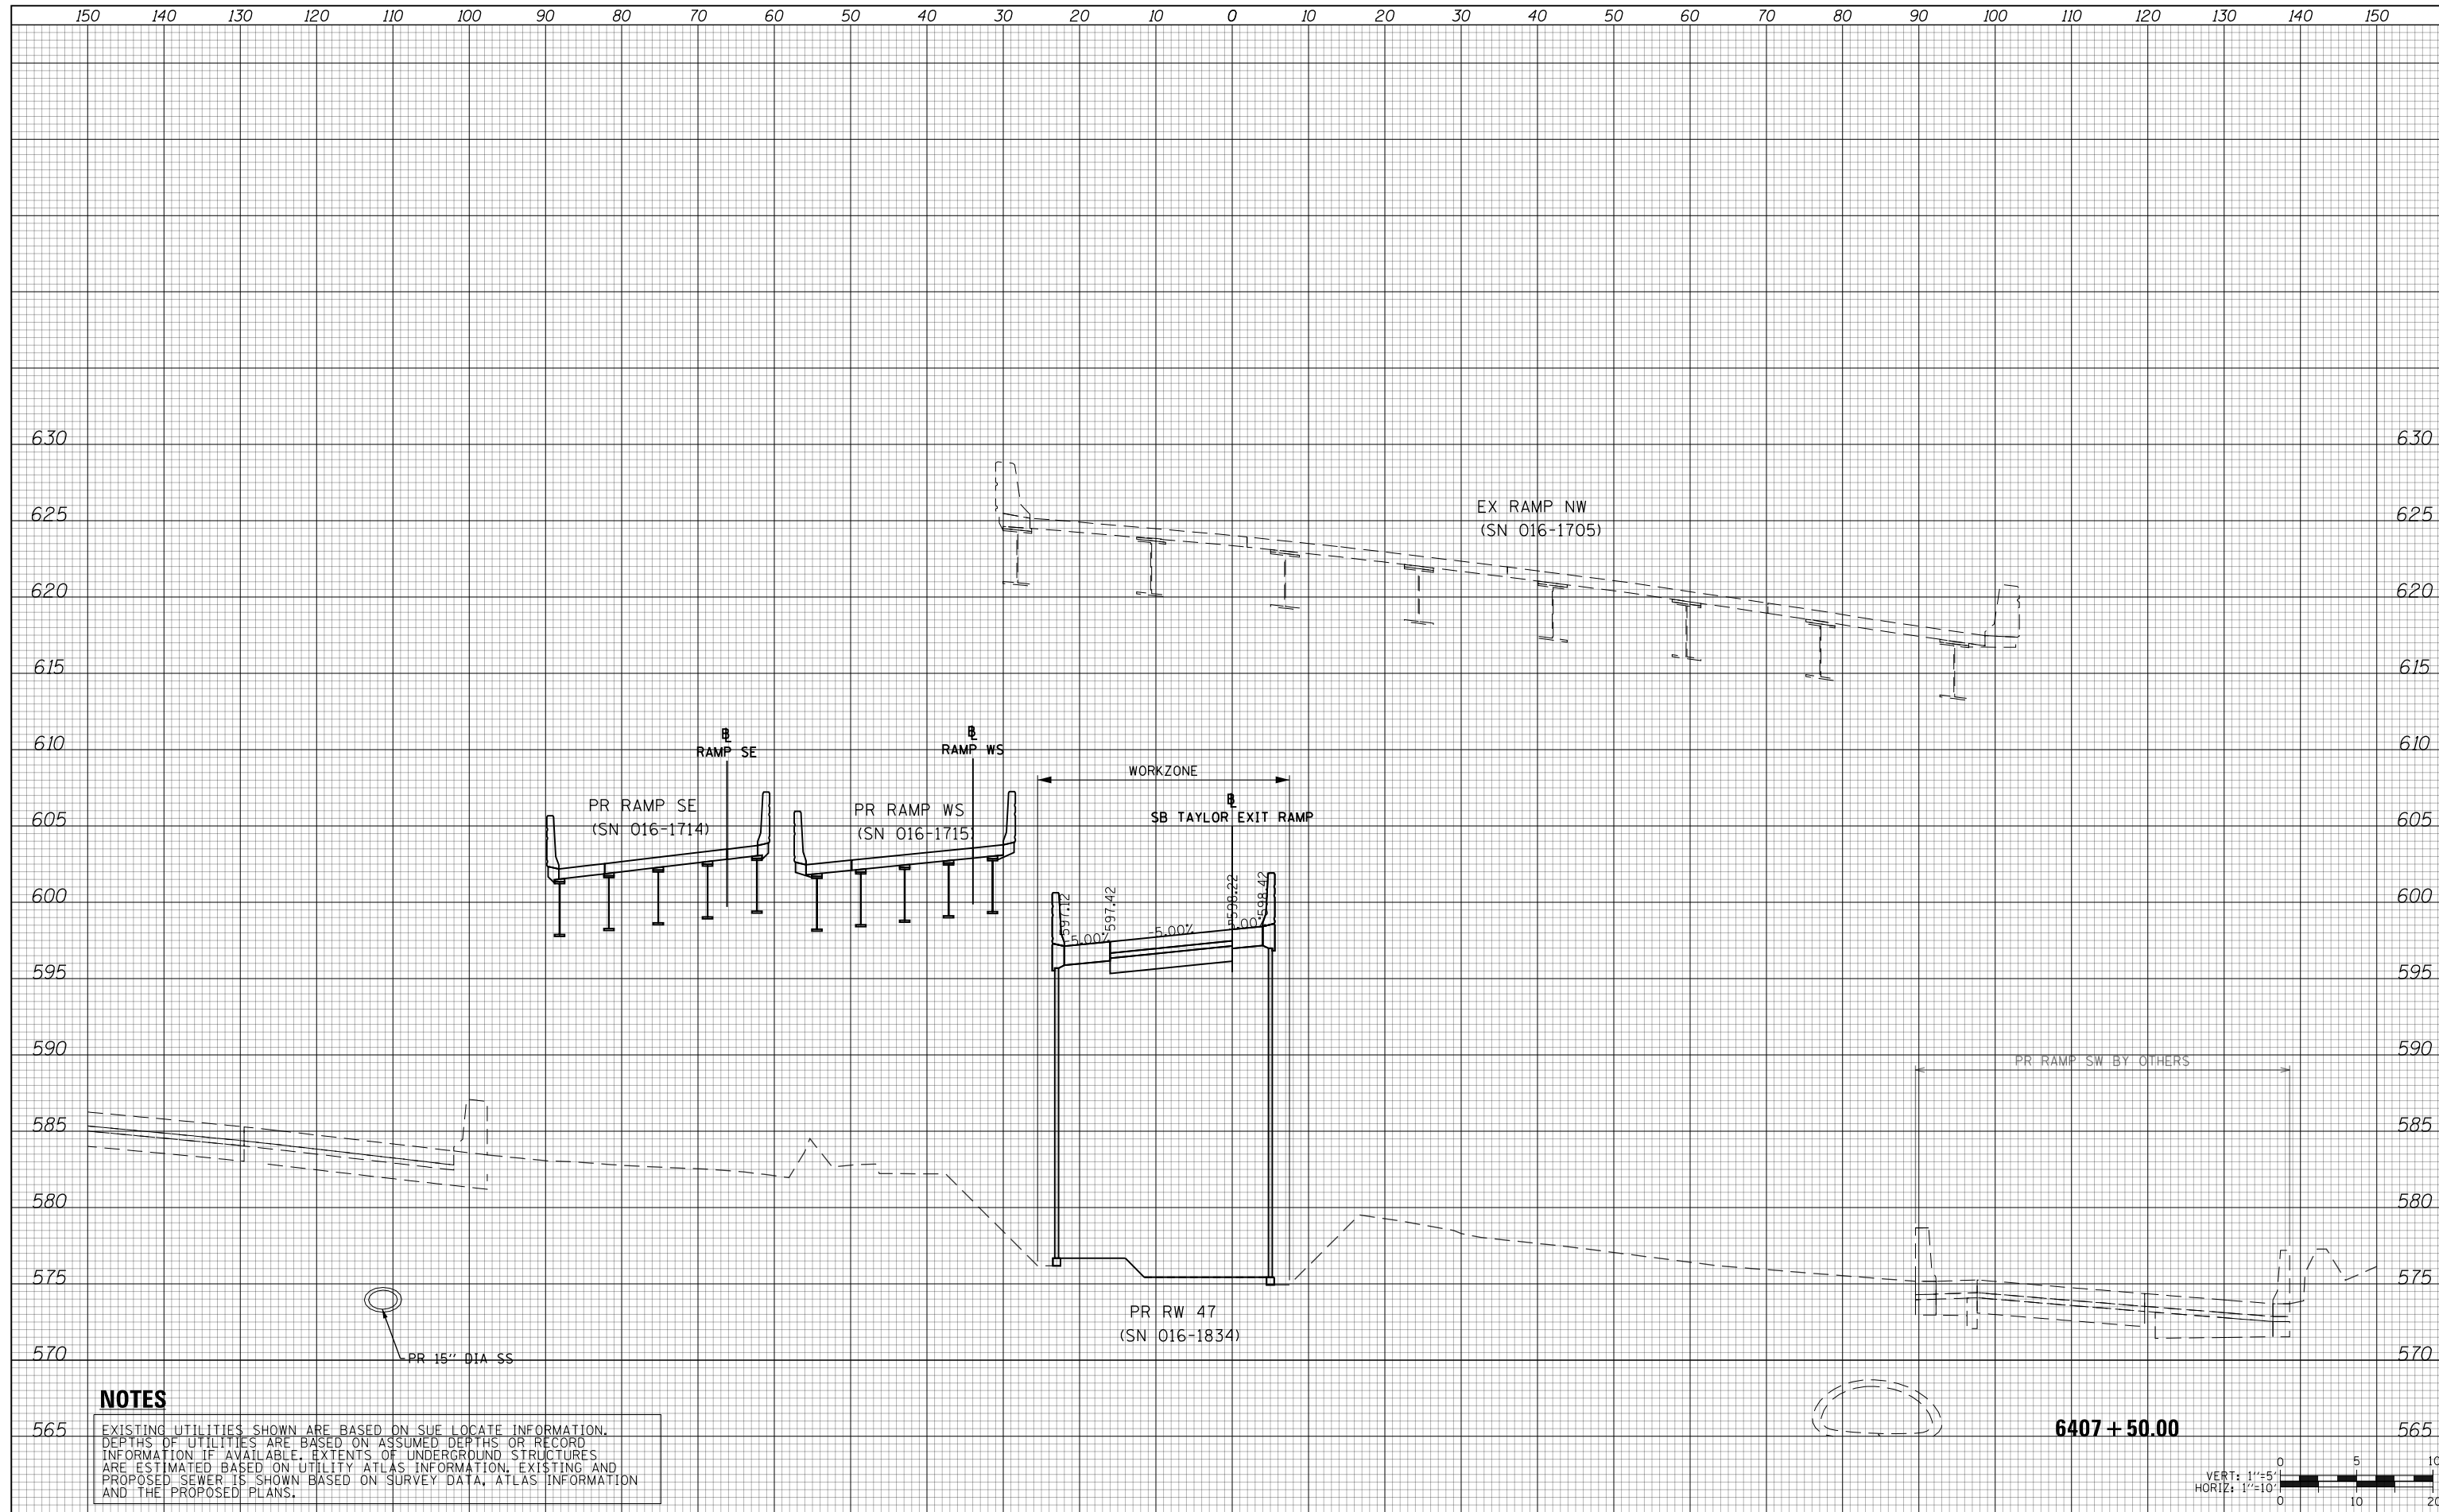 150 140 130 120 110 100 90 80 70 60 50 40 30 20 10 0 10 20 30 40 50 60 70 80 90 100 110 120 130 140 150
630 630
625 625
EX RAMP NW
(SN 016-1705)
620 620
615 615
610 610
B
L
RAMP SE
B
L
RAMP WS
WORKZONE
PR RAMP SE
(SN 016-1714)
PR RAMP WS
(SN 016-1715)
B
L
SB TAYLOR EXIT RAMP
605 605
600 600
597.12
597.42
598.22
598.42
-5.00%
-5.00%
595 595
590 590
PR RAMP SW BY OTHERS
585 585
580 580
575 575
PR RW 47
(SN 016-1834)
570 570
PR 15'' DIA SS
NOTES
565 565
EXISTING UTILITIES SHOWN ARE BASED ON SUE LOCATE INFORMATION.
DEPTHS OF UTILITIES ARE BASED ON ASSUMED DEPTHS OR RECORD
INFORMATION IF AVAILABLE. EXTENTS OF UNDERGROUND STRUCTURES
ARE ESTIMATED BASED ON UTILITY ATLAS INFORMATION. EXISTING AND
PROPOSED SEWER IS SHOWN BASED ON SURVEY DATA, ATLAS INFORMATION
AND THE PROPOSED PLANS.
6407+50.00
0 5 10
VERT: 1''=5'
HORIZ: 1''=10'
0 10 20